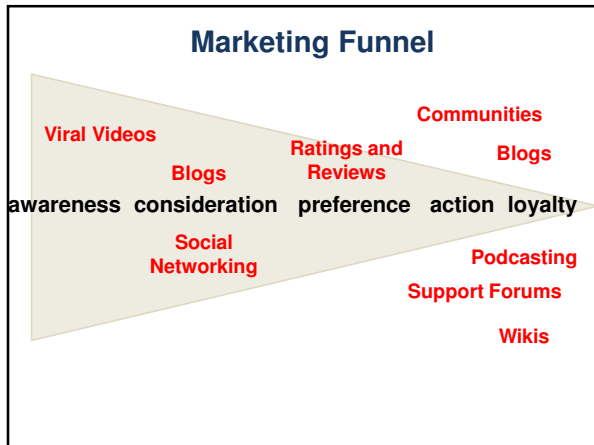 Marketing Funnel
Communities
Viral Videos
Ratings and
Reviews
Blogs
Blogs
awareness consideration preference action loyalty
Social
Networking
Podcasting
Support Forums
Wikis